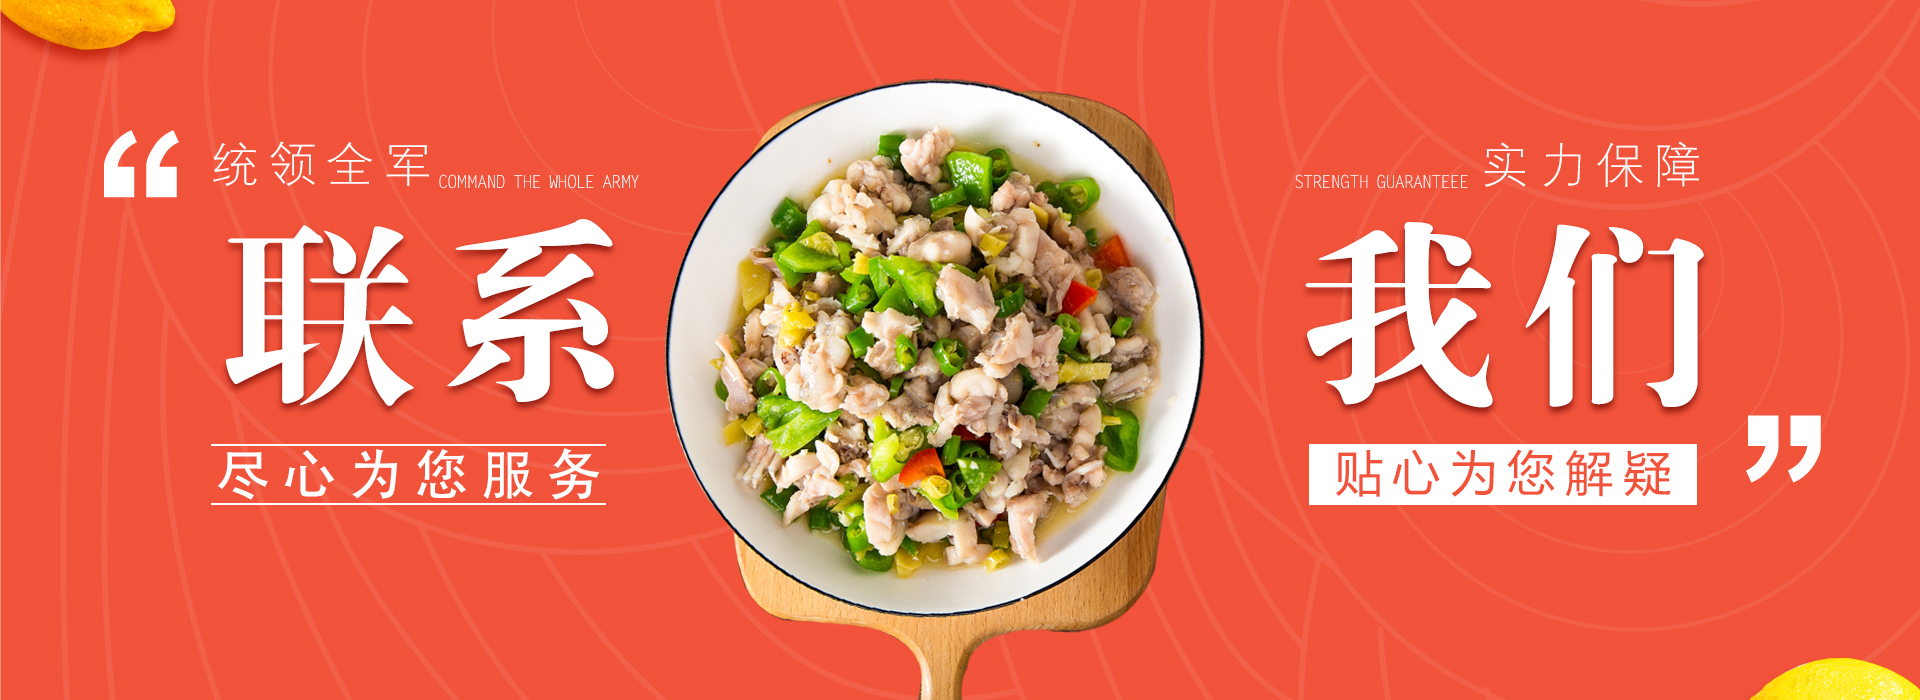 统领全军 COMMAND THE WHOLE ARMY
联系
尽心为您服务
STRENGTH GUARANTEEE 实力保障
我们
贴心为您解疑